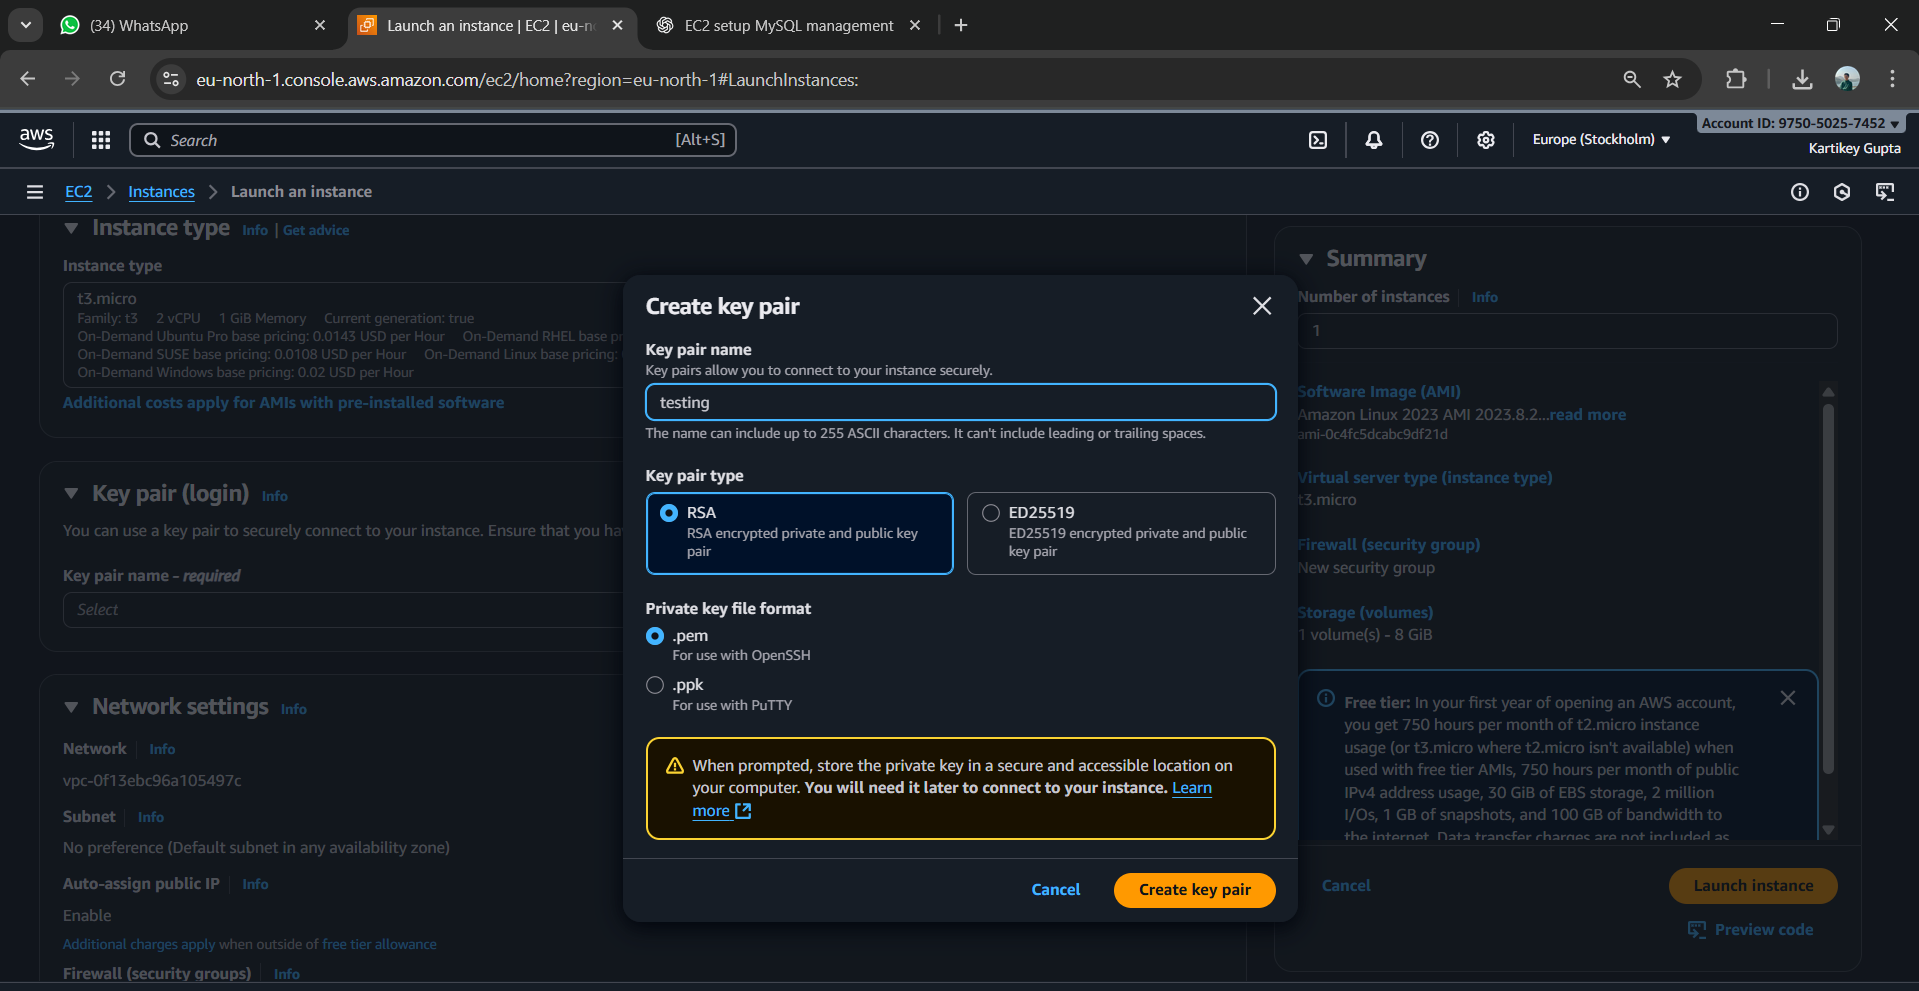 (34) WhatsApp
Launch an instance | EC2 | eu-n
EC2 setup MySQL management
eu-north-1.console.aws.amazon.com/ec2/home?region=eu-north-1#LaunchInstances:
aws
Search
[Alt+S]
Europe (Stockholm)
Account ID: 9750-5025-7452
Kartikey Gupta
EC2
Instances
Launch an instance
Instance type
Info | Get advice
Instance type
t3.micro
Family: t3 2 vCPU 1 GiB Memory Current generation: true
On-Demand Ubuntu Pro base pricing: 0.0143 USD per Hour On-Demand RHEL base pr
On-Demand SUSE base pricing: 0.0108 USD per Hour On-Demand Linux base pricing:
On-Demand Windows base pricing: 0.02 USD per Hour
Additional costs apply for AMIs with pre-installed software
Key pair (login) Info
You can use a key pair to securely connect to your instance. Ensure that you ha
Key pair name - required
Select
Network settings Info
Network Info
vpc-0f13ebc96a105497c
Subnet Info
No preference (Default subnet in any availability zone)
Auto-assign public IP Info
Enable
Additional charges apply when outside of free tier allowance
Firewall (security groups) Info
Create key pair
Key pair name
Key pairs allow you to connect to your instance securely.
testing
The name can include up to 255 ASCII characters. It can't include leading or trailing spaces.
Key pair type
RSA
RSA encrypted private and public key
pair
ED25519
ED25519 encrypted private and public
key pair
Private key file format
.pem
For use with OpenSSH
.ppk
For use with PuTTY
When prompted, store the private key in a secure and accessible location on
your computer. You will need it later to connect to your instance. Learn
more
Cancel
Create key pair
Summary
Number of instances Info
1
Software Image (AMI)
Amazon Linux 2023 AMI 2023.8.2...read more
ami-0c4fc5dcabc9df21d
Virtual server type (instance type)
t3.micro
Firewall (security group)
New security group
Storage (volumes)
1 volume(s) - 8 GiB
Free tier: In your first year of opening an AWS account,
you get 750 hours per month of t2.micro instance
usage (or t3.micro where t2.micro isn't available) when
used with free tier AMIs, 750 hours per month of public
IPv4 address usage, 30 GiB of EBS storage, 2 million
I/Os, 1 GB of snapshots, and 100 GB of bandwidth to
the internet. Data transfer charges are not included as
Cancel
Launch instance
Preview code